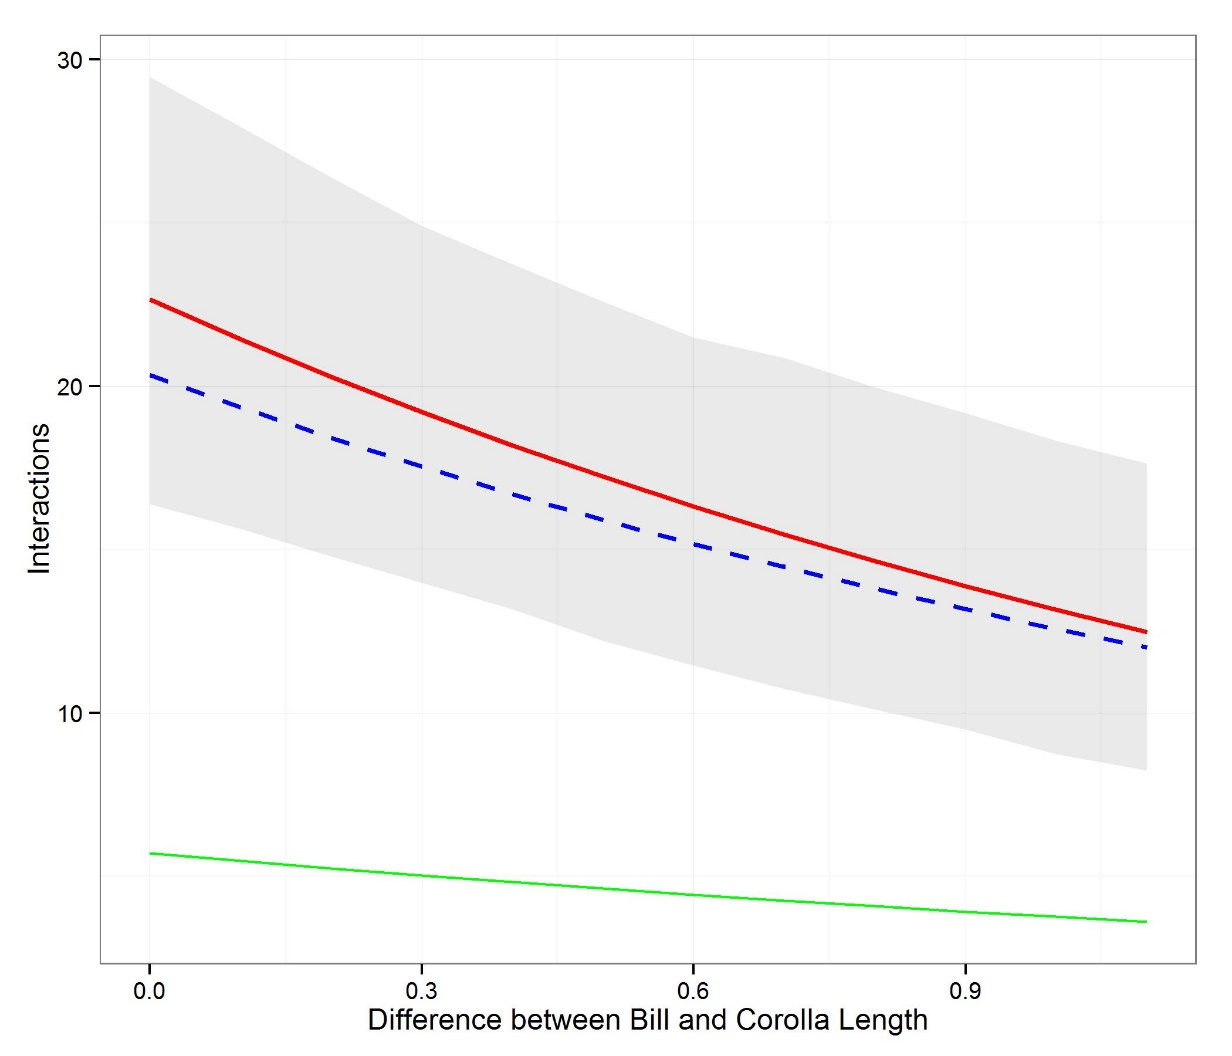 30
20
10
Interactions
0.0 0.3 0.6 0.9
Difference between Bill and Corolla Length